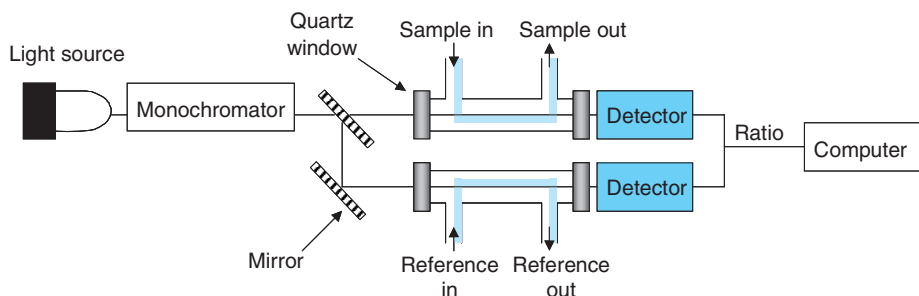 Quartz
window
Sample in
Sample out
Light source
Monochromator
Detector
Ratio
Computer
Detector
Mirror
Reference
in
Reference
out